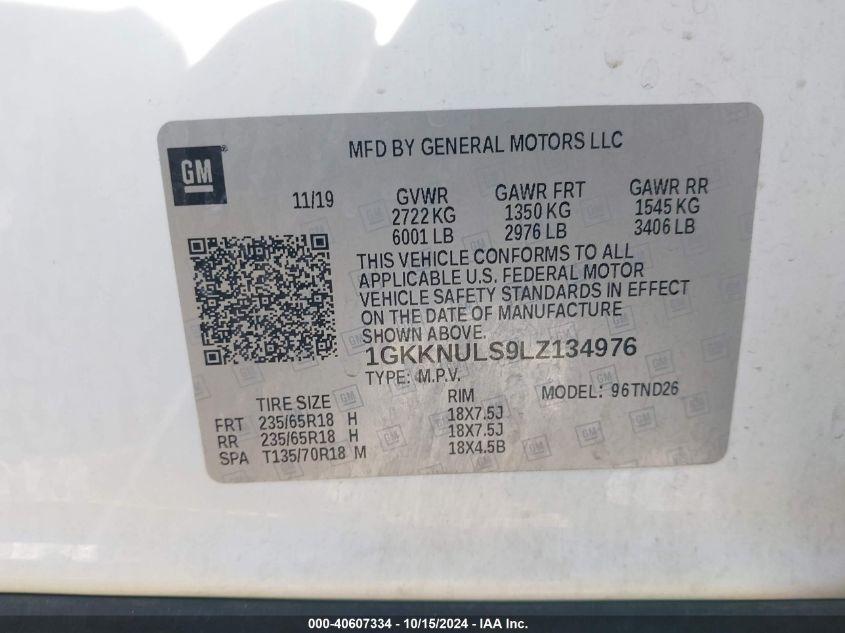 MFD BY GENERAL MOTORS LLC
GM
11/19
GVWR
2722 KG
6001 LB
GAWR FRT
1350 KG
2976 LB
GAWR RR
1545 KG
3406 LB
THIS VEHICLE CONFORMS TO ALL
APPLICABLE U.S. FEDERAL MOTOR
VEHICLE SAFETY STANDARDS IN EFFECT
ON THE DATE OF MANUFACTURE
SHOWN ABOVE.
1GKKNULS9LZ134976
TYPE: M.P.V.
MODEL: 96TND26
TIRE SIZE RIM
FRT 235/65R18 H 18X7.5J
RR 235/65R18 H 18X7.5J
SPA T135/70R18 M 18X4.5B
000-40607334 - 10/15/2024 - IAA Inc.